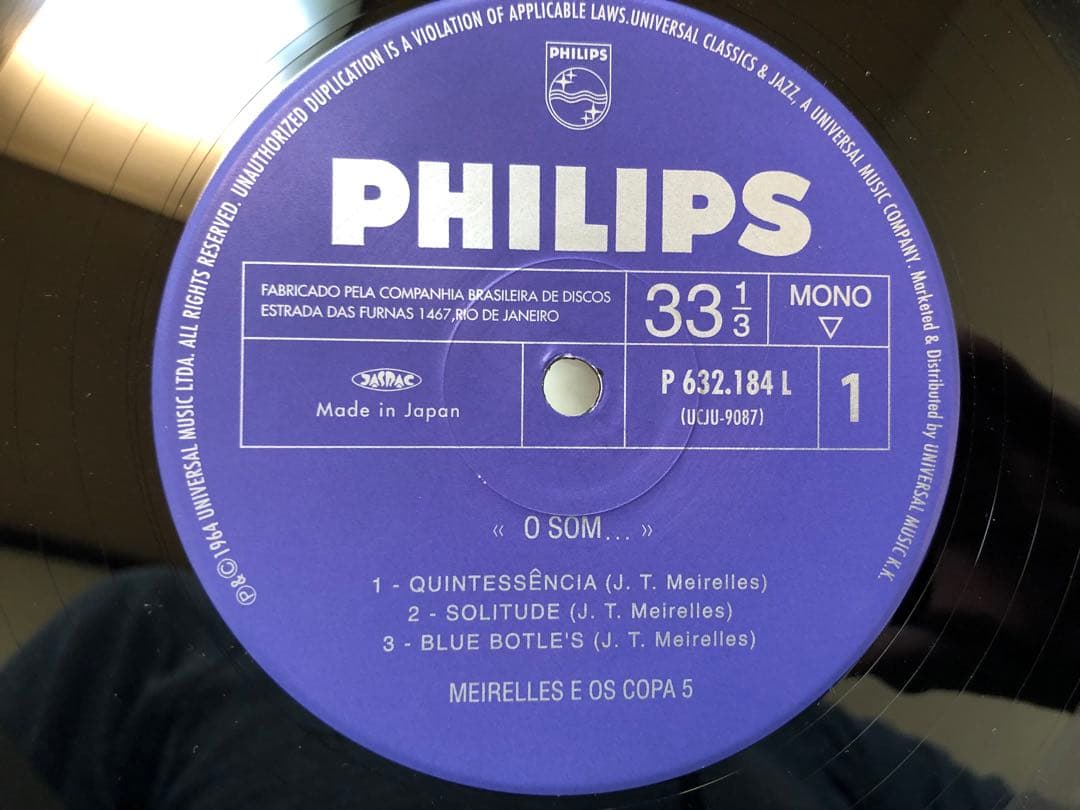 ℗&©1964 UNIVERSAL MUSIC LTDA. ALL RIGHTS RESERVED. UNAUTHORIZED DUPLICATION IS A VIOLATION OF APPLICABLE LAWS. UNIVERSAL CLASSICS & JAZZ, A UNIVERSAL MUSIC COMPANY. Marketed & Distributed by UNIVERSAL MUSIC K.K.
PHILIPS
PHILIPS
FABRICADO PELA COMPANHIA BRASILEIRA DE DISCOS
ESTRADA DAS FURNAS 1467,RIO DE JANEIRO
33 1/3
MONO
JASRAC
Made in Japan
P 632.184 L
(UCJU-9087)
1
« O SOM... »
1 - QUINTESSÊNCIA (J. T. Meirelles)
2 - SOLITUDE (J. T. Meirelles)
3 - BLUE BOTLE'S (J. T. Meirelles)
MEIRELLES E OS COPA 5